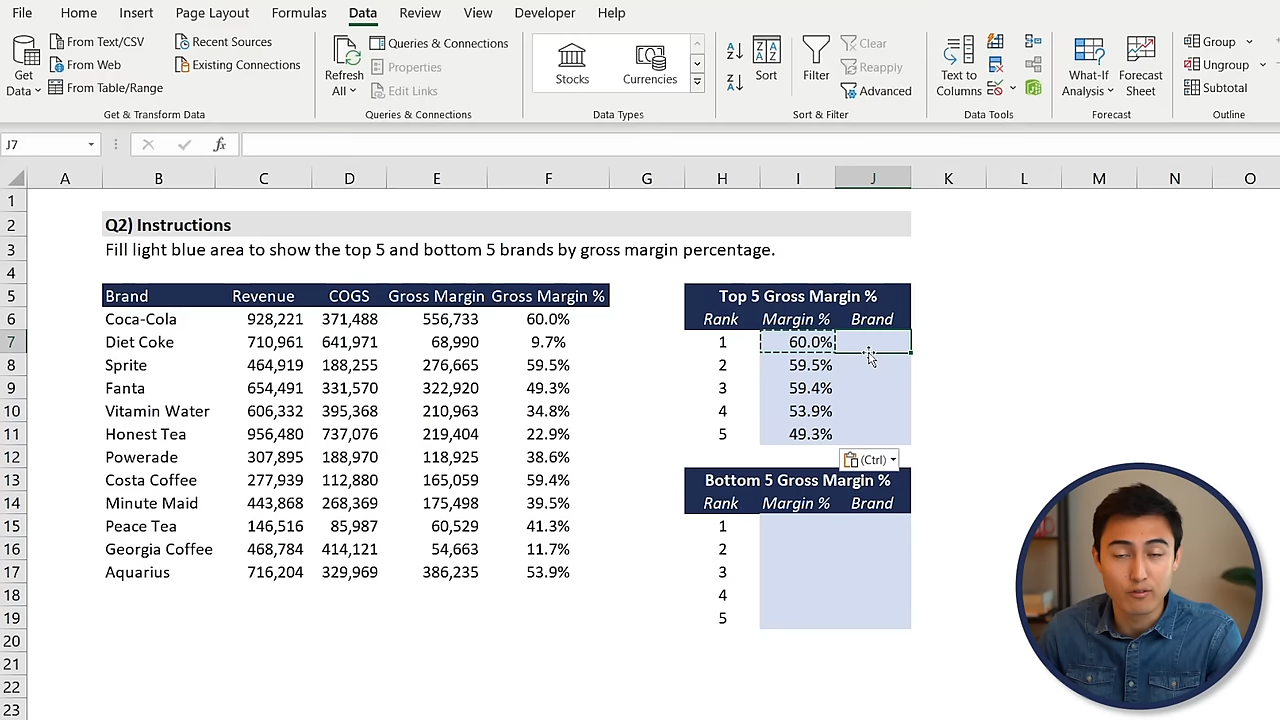 File Home Insert Page Layout Formulas Data Review View Developer Help
Get Data
From Text/CSV
From Web
From Table/Range
Recent Sources
Existing Connections
Get & Transform Data
Refresh All
Queries & Connections
Properties
Edit Links
Queries & Connections
Stocks
Currencies
Data Types
Sort
Filter
Clear
Reapply
Advanced
Sort & Filter
Text to Columns
Data Tools
What-If Analysis
Forecast Sheet
Forecast
Group
Ungroup
Subtotal
Outline
J7 fx
A B C D E F G H I J K L M N O
1
2 Q2) Instructions
3 Fill light blue area to show the top 5 and bottom 5 brands by gross margin percentage.
4
5 Brand Revenue COGS Gross Margin Gross Margin % Top 5 Gross Margin %
6 Coca-Cola 928,221 371,488 556,733 60.0% Rank Margin % Brand
7 Diet Coke 710,961 641,971 68,990 9.7% 1 60.0%
8 Sprite 464,919 188,255 276,665 59.5% 2 59.5%
9 Fanta 654,491 331,570 322,920 49.3% 3 59.4%
10 Vitamin Water 606,332 395,368 210,963 34.8% 4 53.9%
11 Honest Tea 956,480 737,076 219,404 22.9% 5 49.3%
12 Powerade 307,895 188,970 118,925 38.6% (Ctrl)
13 Costa Coffee 277,939 112,880 165,059 59.4% Bottom 5 Gross Margin %
14 Minute Maid 443,868 268,369 175,498 39.5% Rank Margin % Brand
15 Peace Tea 146,516 85,987 60,529 41.3% 1
16 Georgia Coffee 468,784 414,121 54,663 11.7% 2
17 Aquarius 716,204 329,969 386,235 53.9% 3
18 4
19 5
20
21
22
23